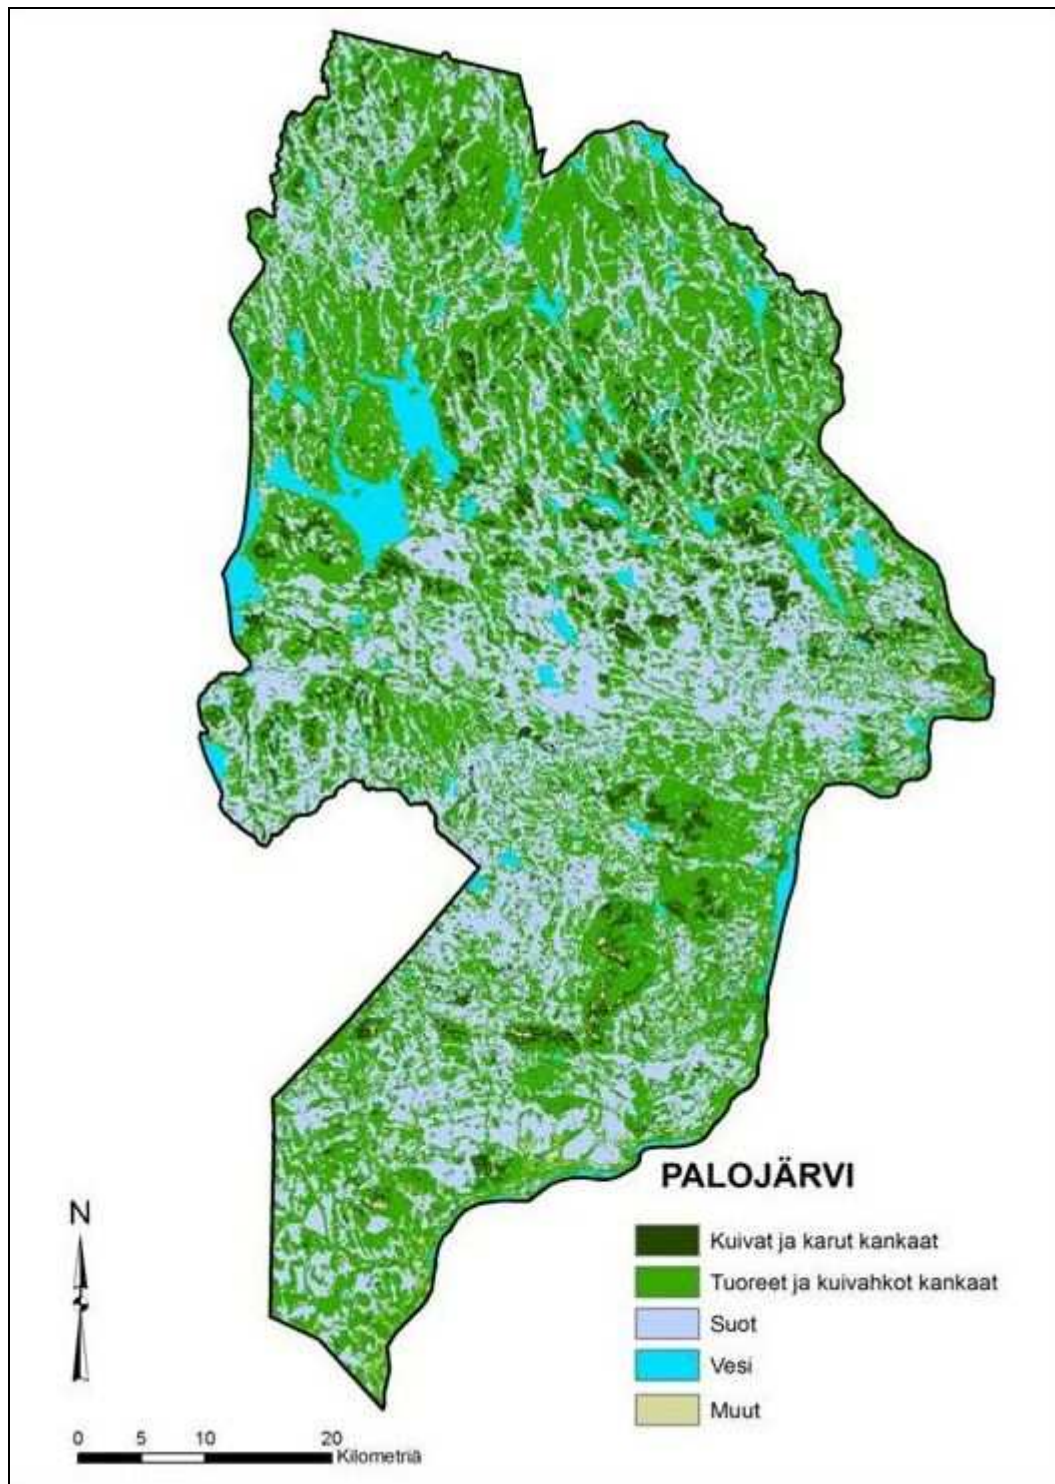 PALOJÄRVI
Kuivat ja karut kankaat
Tuoreet ja kuivahkot kankaat
Suot
Vesi
Muut
N
0 5 10 20
Kilometriä